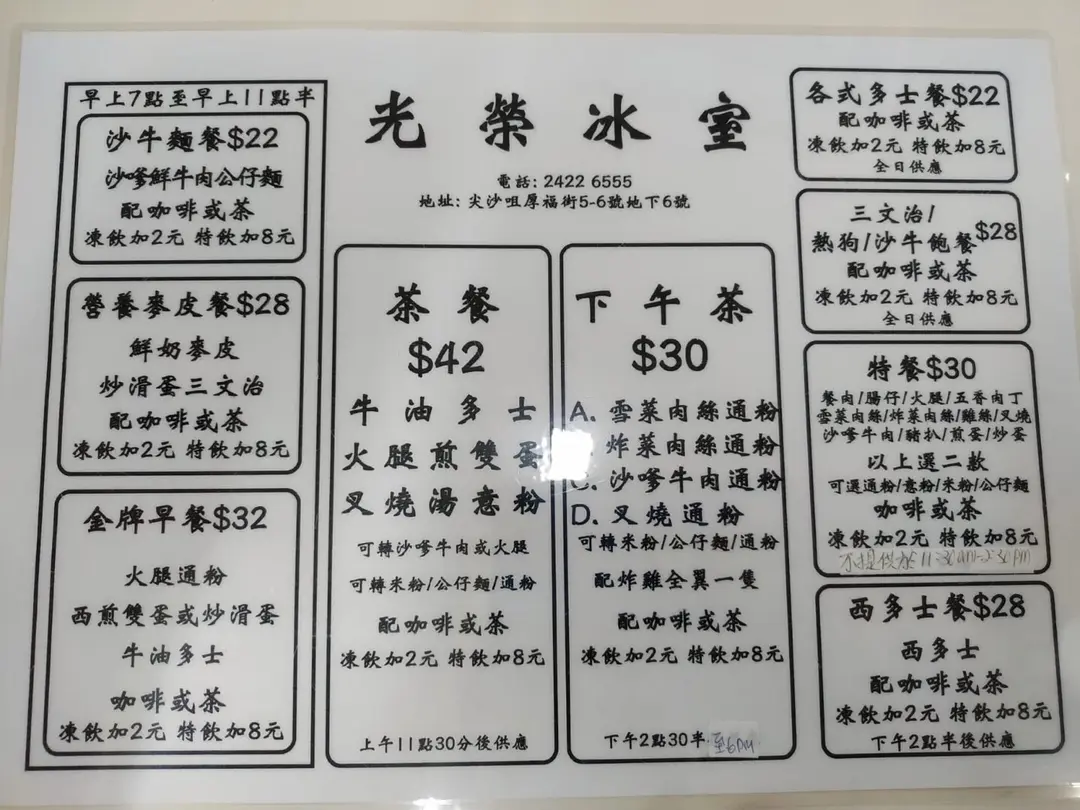 早上7點至早上11點半
沙牛麵餐$22
沙嗲鮮牛肉公仔麵
配咖啡或茶
凍飲加2元 特飲加8元
營養麥皮餐$28
鮮奶麥皮
炒滑蛋三文治
配咖啡或茶
凍飲加2元 特飲加8元
金牌早餐$32
火腿通粉
西煎雙蛋或炒滑蛋
牛油多士
咖啡或茶
凍飲加2元 特飲加8元
光榮冰室
電話: 2422 6555
地址: 尖沙咀厚福街5-6號地下6號
茶餐
$42
牛油多士
火腿煎雙蛋
叉燒湯意粉
可轉沙嗲牛肉或火腿
可轉米粉/公仔麵/通粉
配咖啡或茶
凍飲加2元 特飲加8元
上午11點30分後供應
下午茶
$30
A. 雪菜肉絲通粉
炸菜肉絲通粉
C. 沙嗲牛肉通粉
D. 叉燒通粉
可轉米粉/公仔麵/通粉
配炸雞全翼一隻
配咖啡或茶
凍飲加2元 特飲加8元
下午2點30半 至6pm
各式多士餐$22
配咖啡或茶
凍飲加2元 特飲加8元
全日供應
三文治/
熱狗/沙牛飽餐$28
配咖啡或茶
凍飲加2元 特飲加8元
全日供應
特餐$30
餐肉/腸仔/火腿/五香肉丁
雪菜肉絲/炸菜肉絲/雞絲/叉燒
沙嗲牛肉/豬扒/煎蛋/炒蛋
以上選二款
可選通粉/意粉/米粉/公仔麵
咖啡或茶
凍飲加2元 特飲加8元
不提供於 11:30am-2:30pm
西多士餐$28
西多士
配咖啡或茶
凍飲加2元 特飲加8元
下午2點半後供應